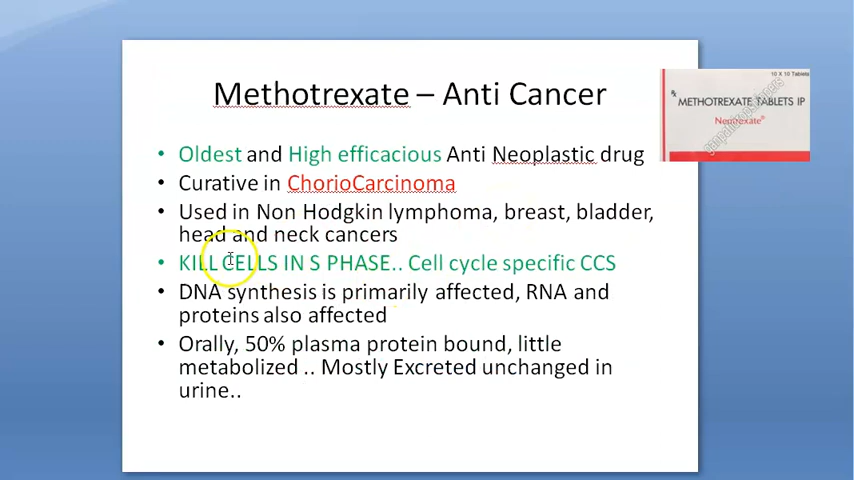 Methotrexate – Anti Cancer
10 X 10 Tablets
METHOTREXATE TABLETS IP
Neotrexate
• Oldest and High efficacious Anti Neoplastic drug
• Curative in ChorioCarcinoma
• Used in Non Hodgkin lymphoma, breast, bladder,
head and neck cancers
• KILL CELLS IN S PHASE.. Cell cycle specific CCS
• DNA synthesis is primarily affected, RNA and
proteins also affected
• Orally, 50% plasma protein bound, little
metabolized .. Mostly Excreted unchanged in
urine..